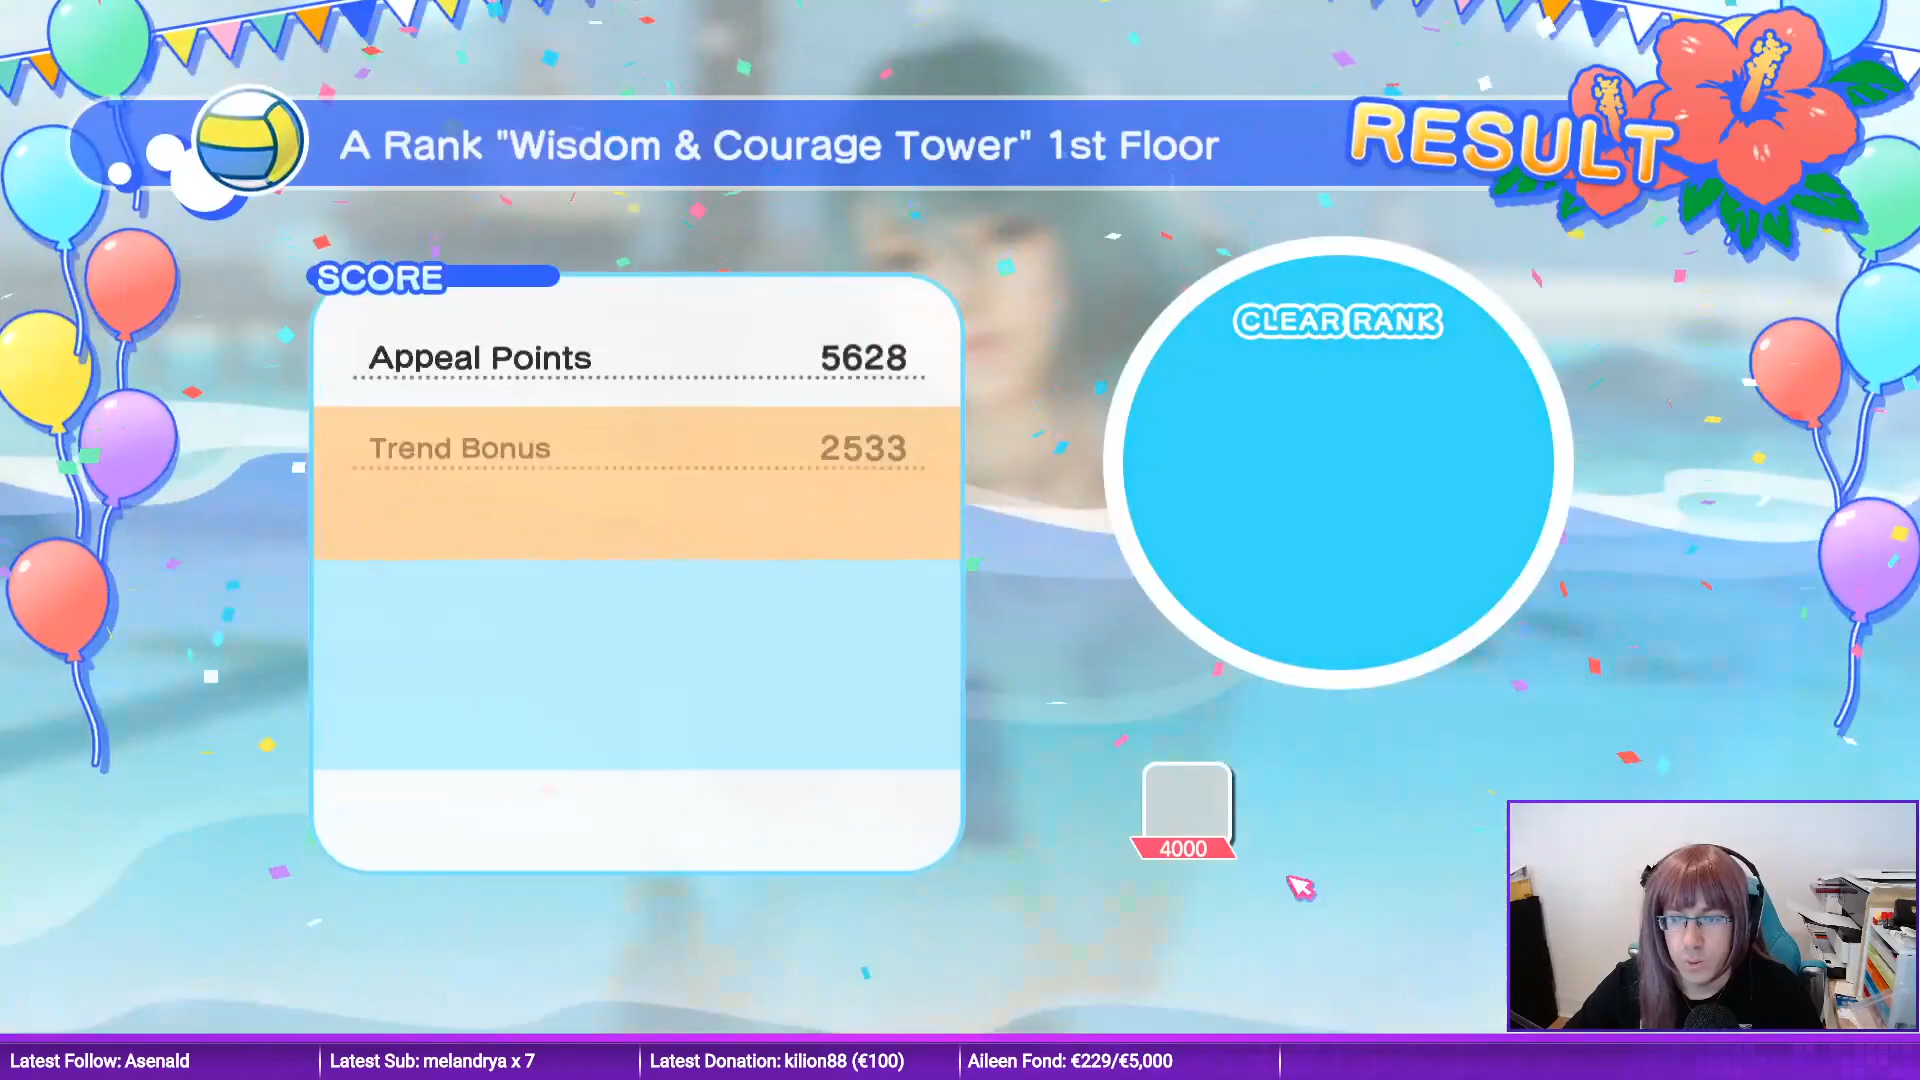 A Rank "Wisdom & Courage Tower" 1st Floor
RESULT
SCORE
Appeal Points 5628
Trend Bonus 2533
CLEAR RANK
4000
Latest Follow: Asenald
Latest Sub: melandrya x 7
Latest Donation: kilion88 (€100)
Aileen Fond: €229/€5,000